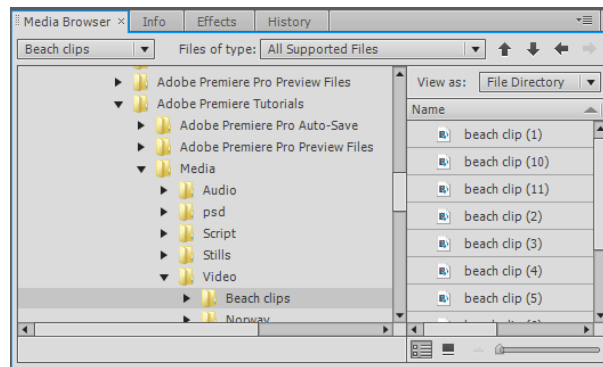 Media Browser × Info Effects History
Beach clips Files of type: All Supported Files
Adobe Premiere Pro Preview Files
Adobe Premiere Tutorials
Adobe Premiere Pro Auto-Save
Adobe Premiere Pro Preview Files
Media
Audio
psd
Script
Stills
Video
Beach clips
Norway
View as: File Directory
Name
beach clip (1)
beach clip (10)
beach clip (11)
beach clip (2)
beach clip (3)
beach clip (4)
beach clip (5)